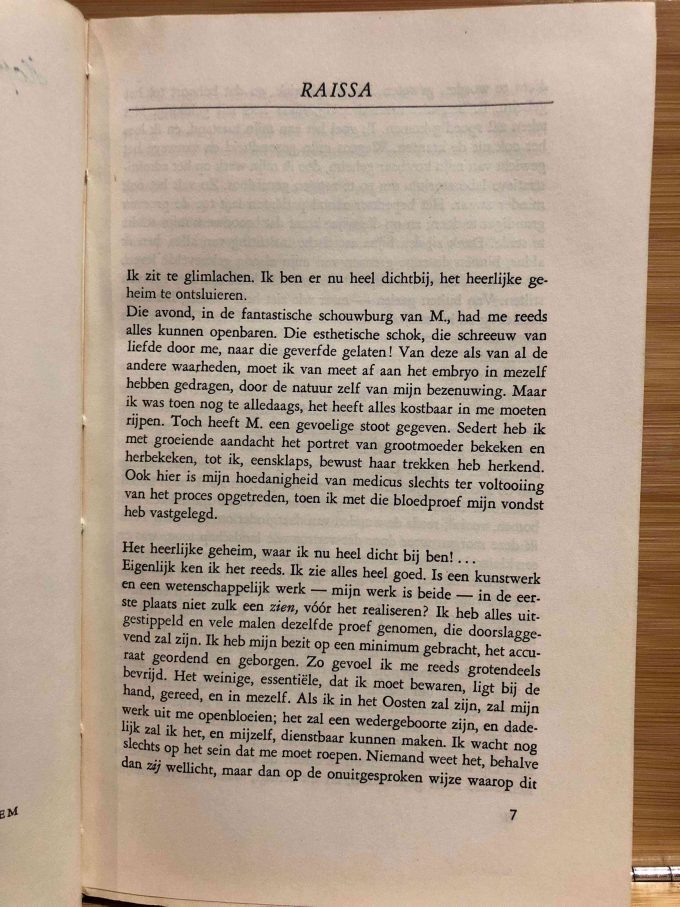 RAISSA
Ik zit te glimlachen. Ik ben er nu heel dichtbij, het heerlijke ge-
heim te ontsluieren.
Die avond, in de fantastische schouwburg van M., had me reeds
alles kunnen openbaren. Die esthetische schok, die schreeuw van
liefde door me, naar die geverfde gelaten! Van deze als van al de
andere waarheden, moet ik van meet af aan het embryo in mezelf
hebben gedragen, door de natuur zelf van mijn bezenuwing. Maar
ik was toen nog te alledaags, het heeft alles kostbaar in me moeten
rijpen. Toch heeft M. een gevoelige stoot gegeven. Sedert heb ik
met groeiende aandacht het portret van grootmoeder bekeken en
herbekeken, tot ik, eensklaps, bewust haar trekken heb herkend.
Ook hier is mijn hoedanigheid van medicus slechts ter voltooiing
van het proces opgetreden, toen ik met die bloedproef mijn vondst
heb vastgelegd.
Het heerlijke geheim, waar ik nu heel dicht bij ben! . . .
Eigenlijk ken ik het reeds. Ik zie alles heel goed. Is een kunstwerk
en een wetenschappelijk werk — mijn werk is beide — in de eer-
ste plaats niet zulk een zien, vóór het realiseren? Ik heb alles uit-
gestippeld en vele malen dezelfde proef genomen, die doorslagge-
vend zal zijn. Ik heb mijn bezit op een minimum gebracht, het accu-
raat geordend en geborgen. Zo gevoel ik me reeds grotendeels
bevrijd. Het weinige, essentiële, dat ik moet bewaren, ligt bij de
hand, gereed, en in mezelf. Als ik in het Oosten zal zijn, zal mijn
werk uit me openbloeien; het zal een wedergeboorte zijn, en dade-
lijk zal ik het, en mijzelf, dienstbaar kunnen maken. Ik wacht nog
slechts op het sein dat me moet roepen. Niemand weet het, behalve
dan zij wellicht, maar dan op de onuitgesproken wijze waarop dit
7
EM